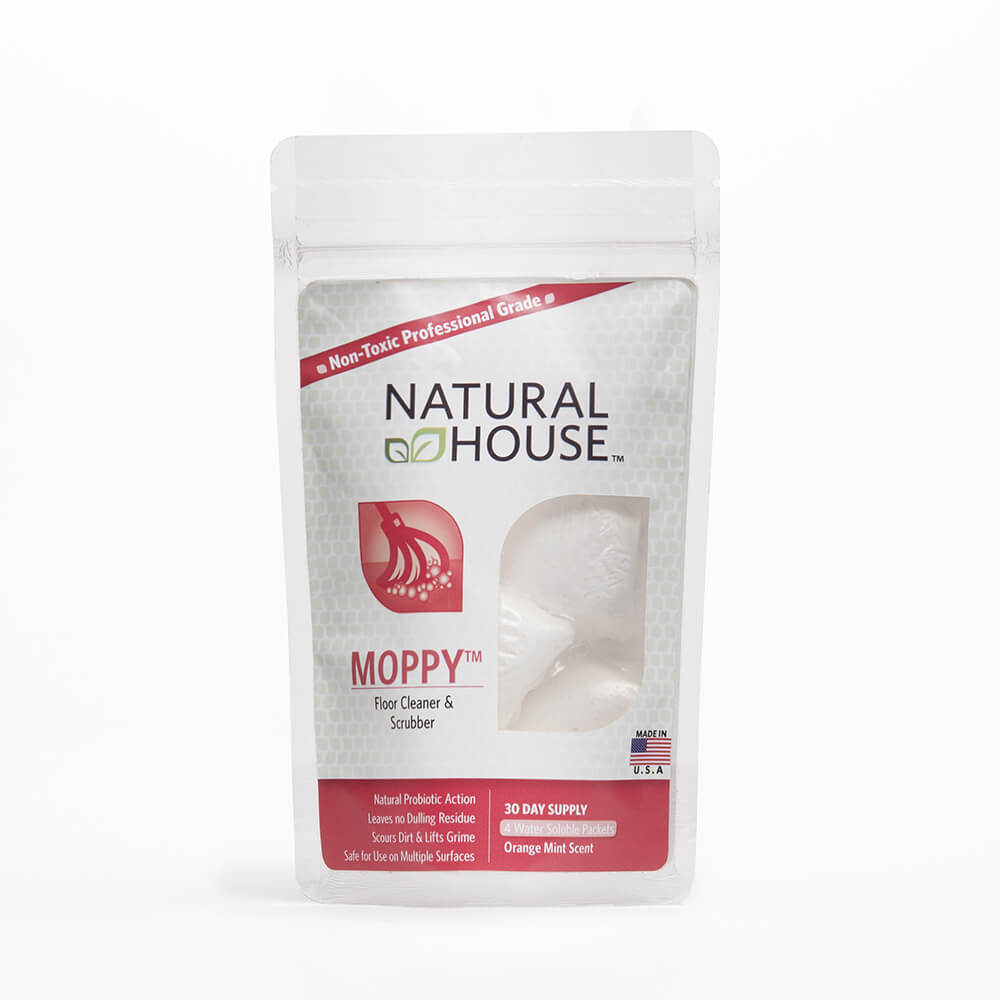 Non-Toxic Professional Grade
NATURAL
HOUSE™
MOPPY™
Floor Cleaner &
Scrubber
MADE IN
U.S.A
Natural Probiotic Action
Leaves no Dulling Residue
Scours Dirt & Lifts Grime
Safe for Use on Multiple Surfaces
30 DAY SUPPLY
4 Water Soluble Packets
Orange Mint Scent